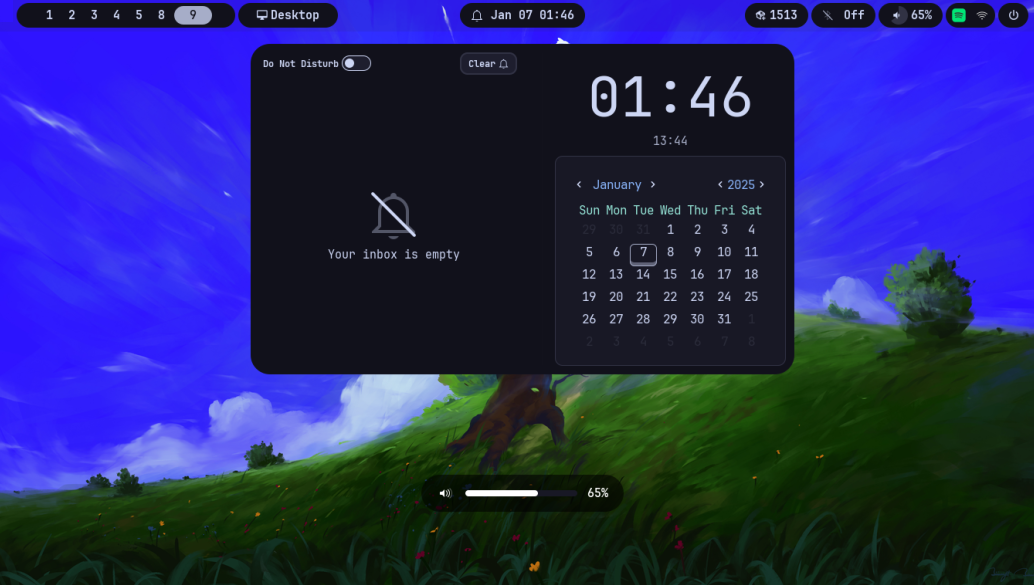 1 2 3 4 5 8 9 Desktop Jan 07 01:46 1513 Off 65%
Do Not Disturb Clear
01:46
13:44
Your inbox is empty
‹ January › ‹ 2025 ›
Sun Mon Tue Wed Thu Fri Sat
29 30 31 1 2 3 4
5 6 7 8 9 10 11
12 13 14 15 16 17 18
19 20 21 22 23 24 25
26 27 28 29 30 31 1
2 3 4 5 6 7 8
65%